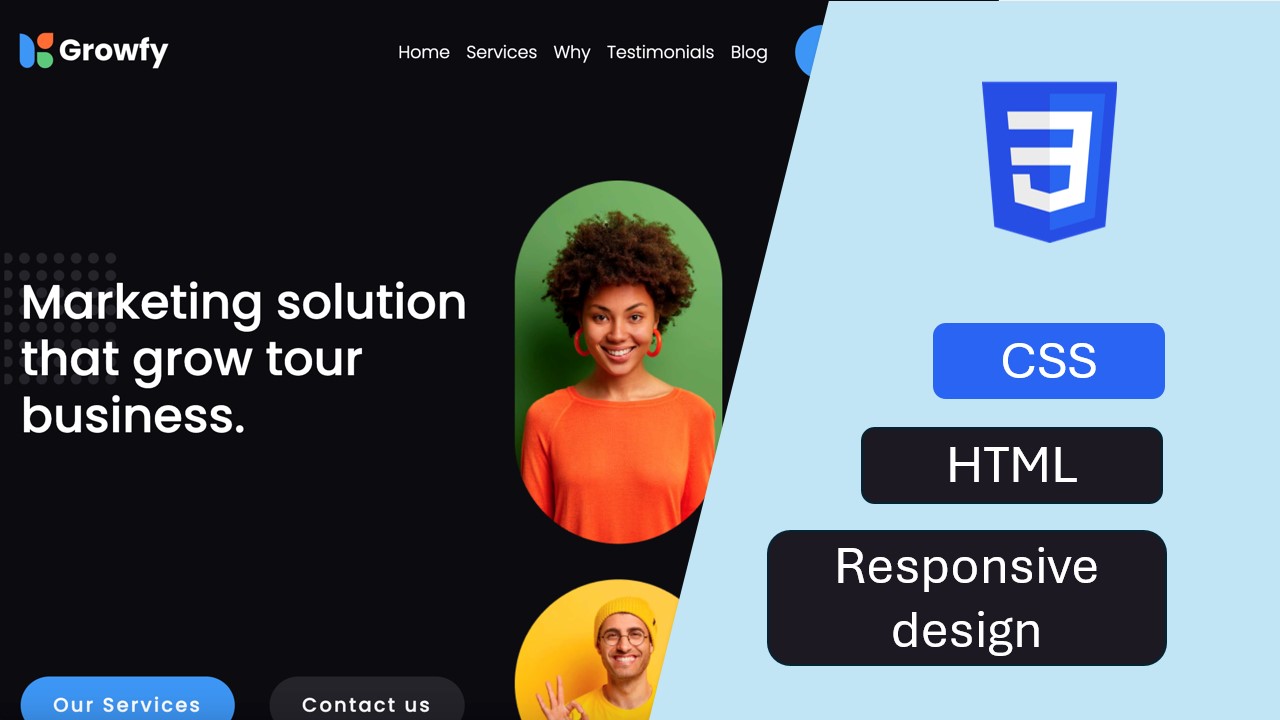 Growfy
Home Services Why Testimonials Blog
Marketing solution
that grow tour
business.
Our Services
Contact us
CSS
HTML
Responsive
design